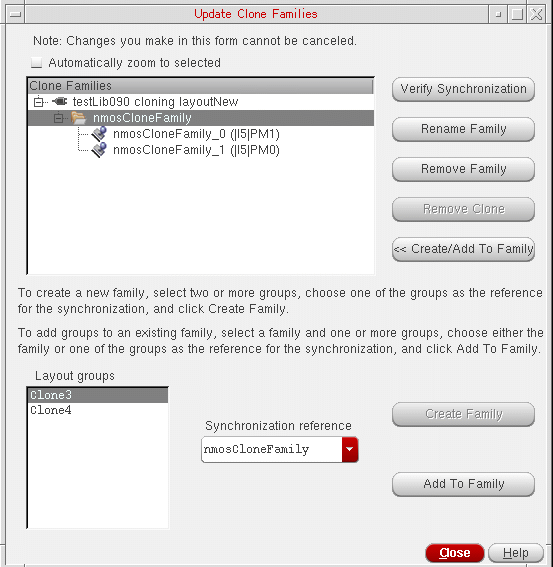 Update Clone Families
Note: Changes you make in this form cannot be canceled.
Automatically zoom to selected
Clone Families
testLib090 cloning layoutNew
nmosCloneFamily
nmosCloneFamily_0 (|I5|PM1)
nmosCloneFamily_1 (|I5|PM0)
Verify Synchronization
Rename Family
Remove Family
Remove Clone
<< Create/Add To Family
To create a new family, select two or more groups, choose one of the groups as the reference
for the synchronization, and click Create Family.
To add groups to an existing family, select a family and one or more groups, choose either the
family or one of the groups as the reference for the synchronization, and click Add To Family.
Layout groups
Clone3
Clone4
Synchronization reference
nmosCloneFamily
Create Family
Add To Family
Close
Help